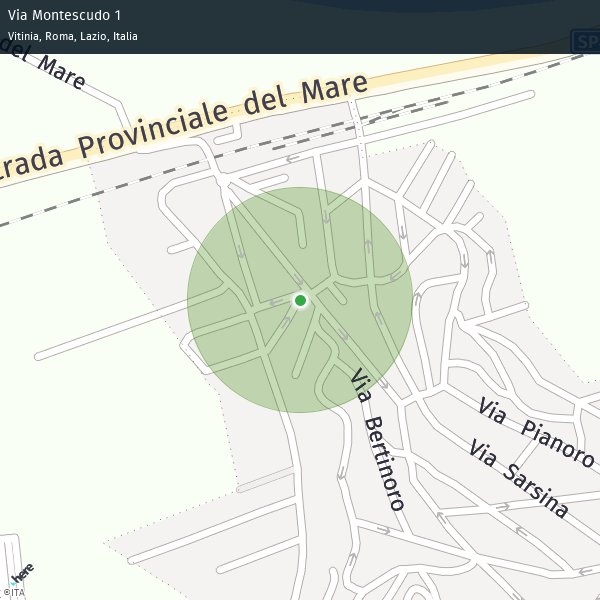 Via Montescudo 1
Vitinia, Roma, Lazio, Italia
del Mare
SP
trada Provinciale del Mare
Via Bertinoro
Via Pianoro
Via Sarsina
here
©ITA